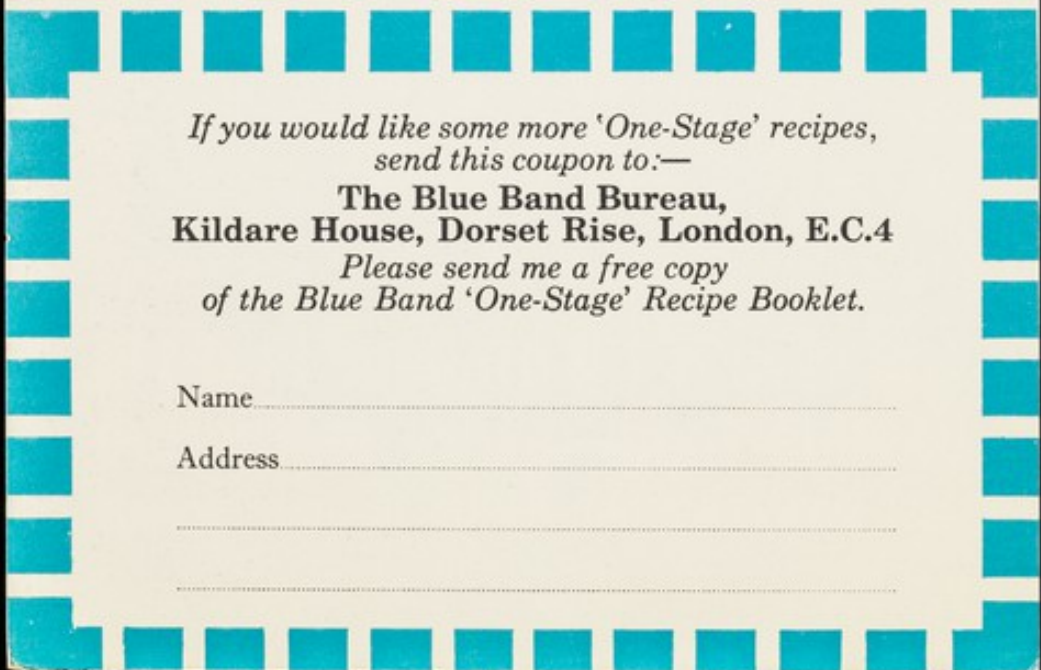 If you would like some more ‛One-Stage’ recipes,
send this coupon to:—
The Blue Band Bureau,
Kildare House, Dorset Rise, London, E.C.4
Please send me a free copy
of the Blue Band ‘One-Stage’ Recipe Booklet.
Name
Address